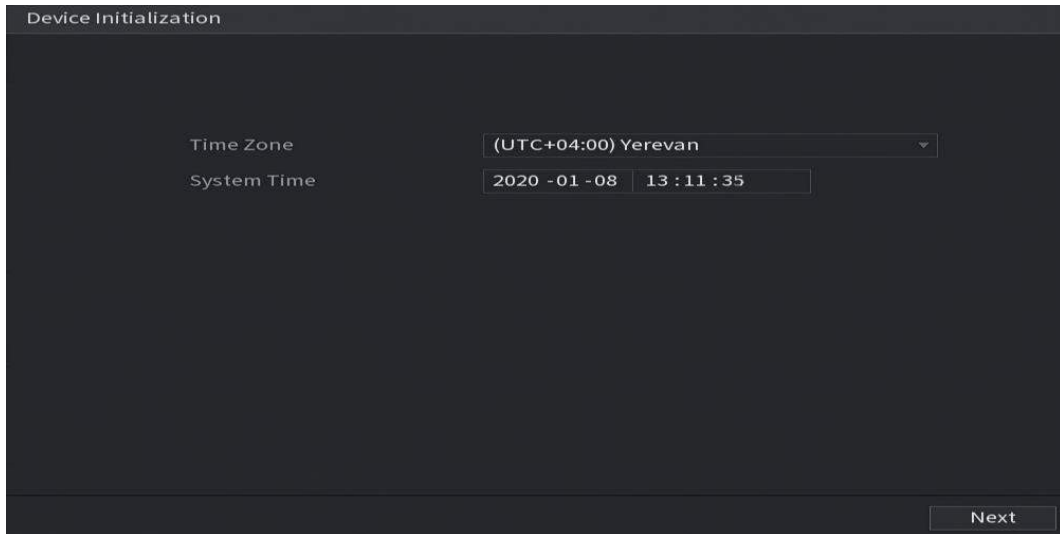 Device Initialization
Time Zone (UTC+04:00) Yerevan
System Time 2020 -01 -08 13 : 11 : 35
Next